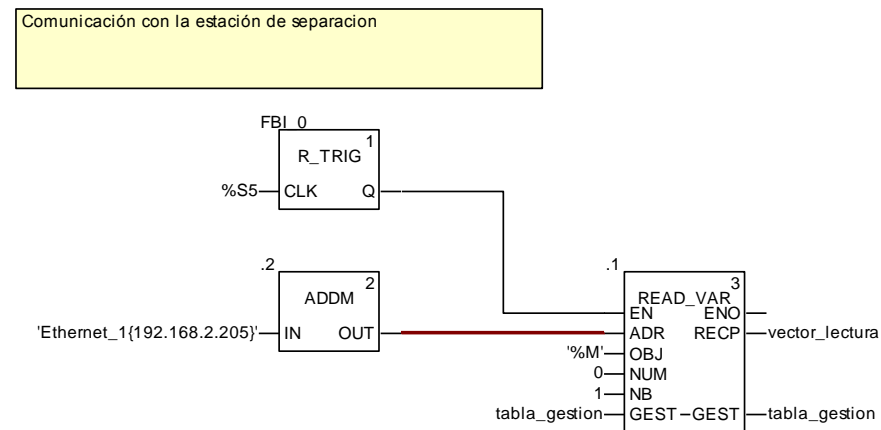 Comunicación con la estación de separacion
FBI_0
1
R_TRIG
%S5 CLK Q
.2
2
ADDM
'Ethernet_1{192.168.2.205}' IN OUT
.1
3
READ_VAR
EN ENO
ADR RECP vector_lectura
'%M' OBJ
0 NUM
1 NB
tabla_gestion GEST GEST tabla_gestion